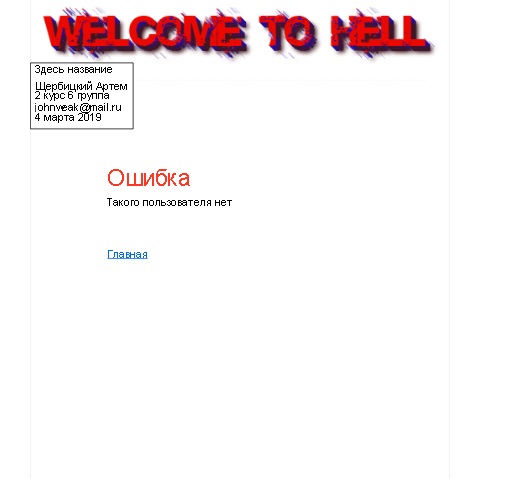 WELCOME TO HELL
Здесь название
Щербицкий Артем
2 курс 6 группа
johnveak@mail.ru
4 марта 2019
Ошибка
Такого пользователя нет
Главная